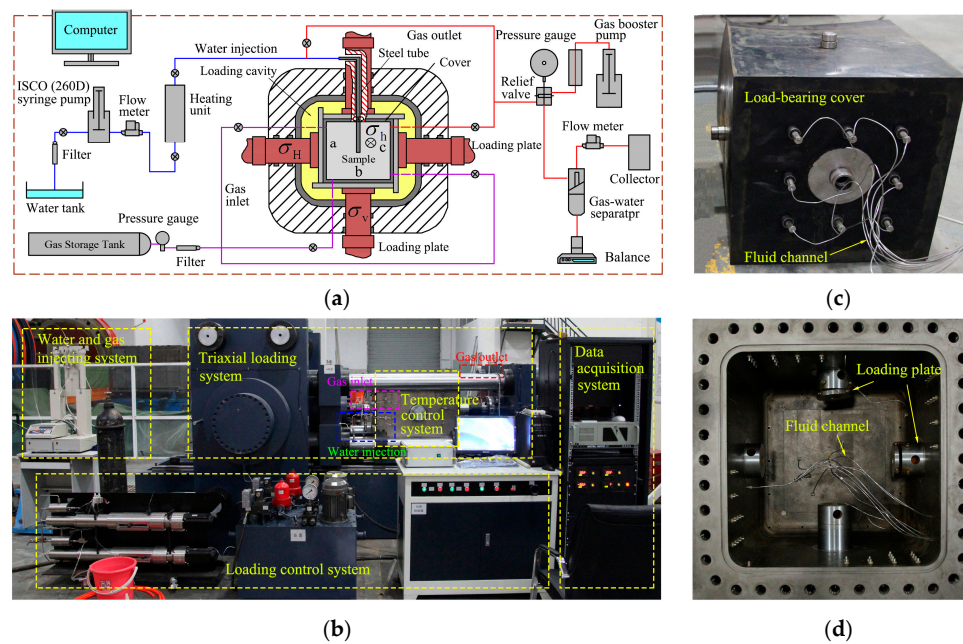 Computer
ISCO (260D)
syringe pump
Flow
meter
Heating
unit
Filter
Water tank
Water injection
Loading cavity
Gas outlet
Steel tube
Cover
Pressure gauge
Gas booster
pump
Relief
valve
Flow meter
Collector
Gas-water
separatpr
Balance
σH
σh
σv
a
b
c
Sample
Loading plate
Gas
inlet
Loading plate
Pressure gauge
Gas Storage Tank
Filter
(a)
Load-bearing cover
Fluid channel
(c)
Water and gas
injecting system
Triaxial loading
system
Gas outlet
Data
acquisition
system
Gas inlet
Temperature
control
system
Water injection
Loading control system
(b)
Loading plate
Fluid channel
(d)